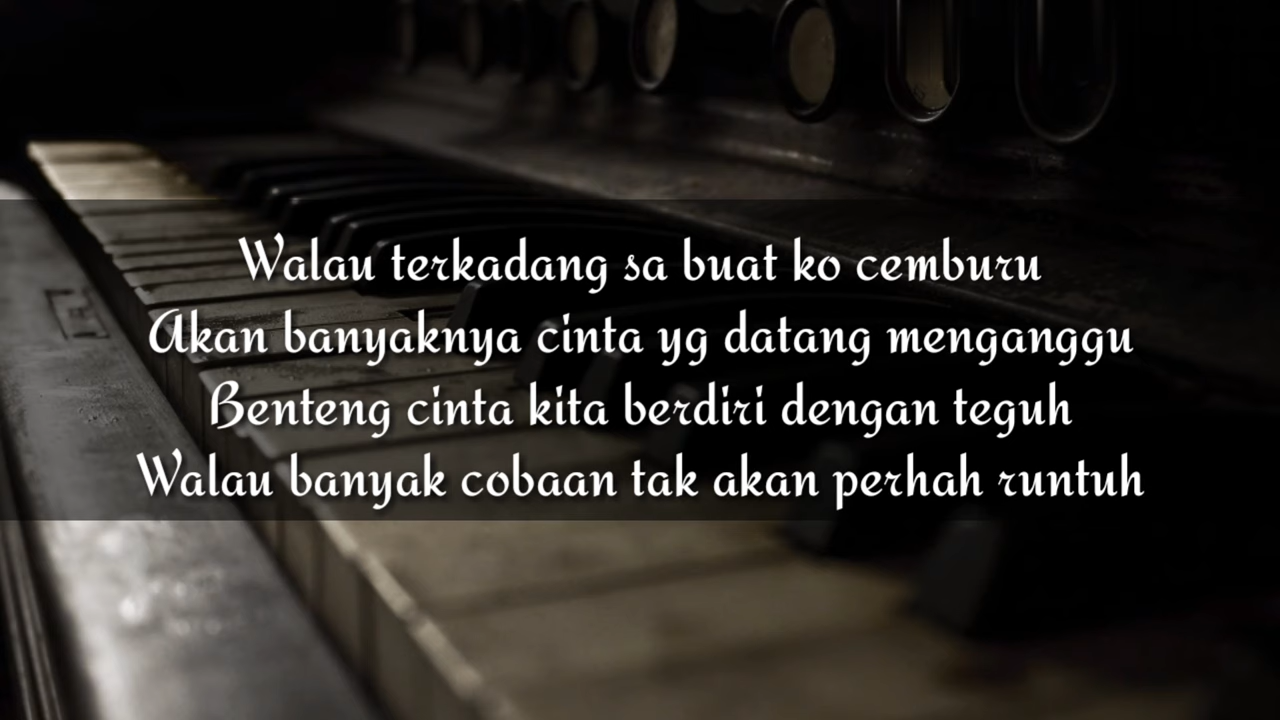 Walau terkadang sa buat ko cemburu
Akan banyaknya cinta yg datang menganggu
Benteng cinta kita berdiri dengan teguh
Walau banyak cobaan tak akan perhah runtuh